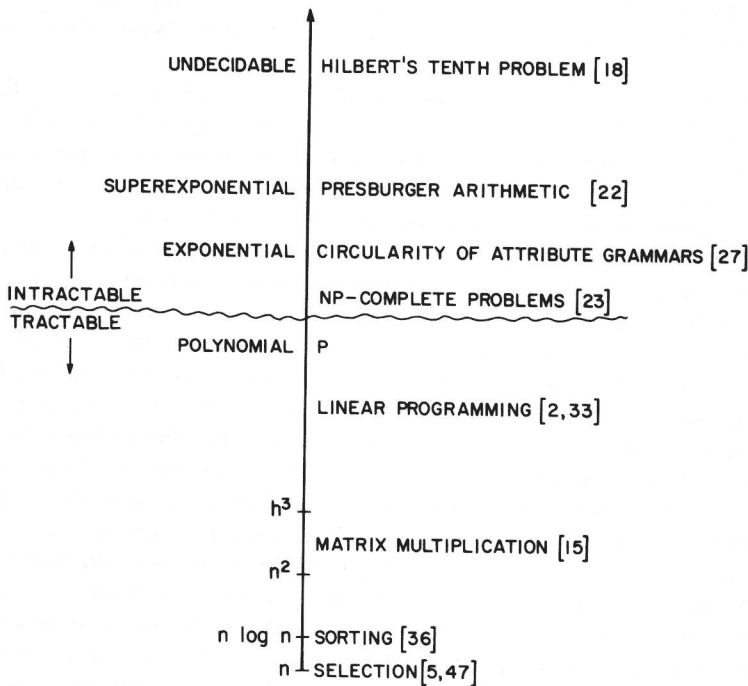 UNDECIDABLE HILBERT'S TENTH PROBLEM [18]
SUPEREXPONENTIAL PRESBURGER ARITHMETIC [22]
EXPONENTIAL CIRCULARITY OF ATTRIBUTE GRAMMARS [27]
INTRACTABLE NP-COMPLETE PROBLEMS [23]
TRACTABLE
POLYNOMIAL P
LINEAR PROGRAMMING [2,33]
h³
MATRIX MULTIPLICATION [15]
n²
n log n SORTING [36]
n SELECTION [5,47]